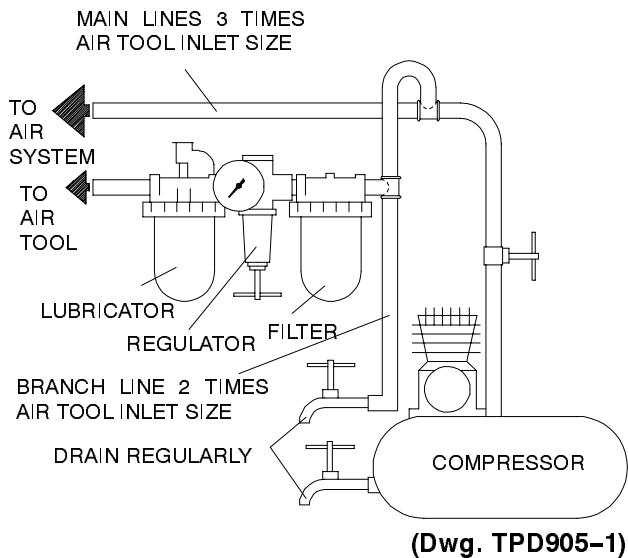 MAIN LINES 3 TIMES
AIR TOOL INLET SIZE
TO
AIR
SYSTEM
TO
AIR
TOOL
LUBRICATOR
REGULATOR
FILTER
BRANCH LINE 2 TIMES
AIR TOOL INLET SIZE
DRAIN REGULARLY
COMPRESSOR
(Dwg. TPD905–1)